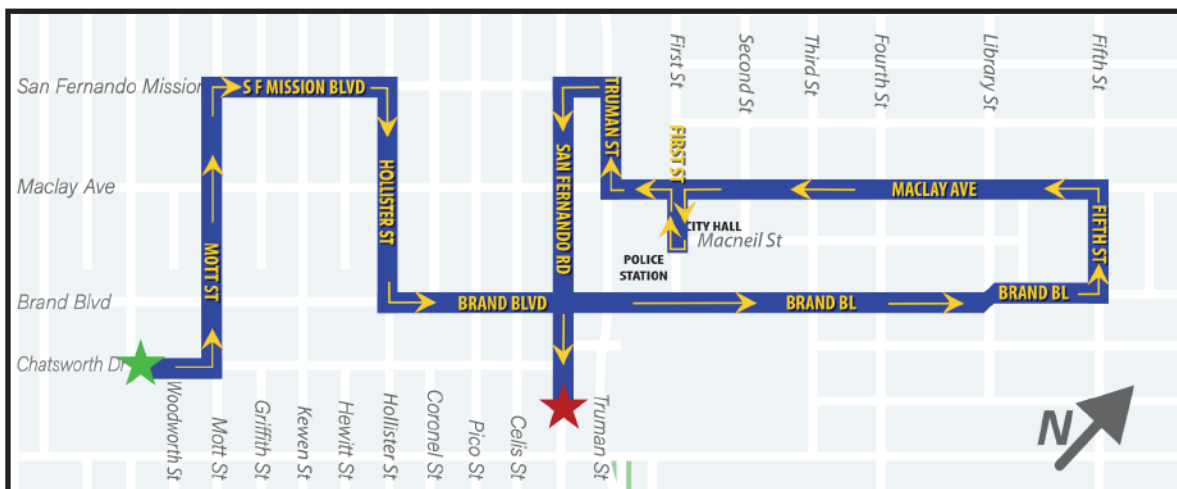 First St
Second St
Third St
Fourth St
Library St
Fifth St
San Fernando Mission
S F MISSION BLVD
TRUMAN ST
FIRST ST
SAN FERNANDO RD
Maclay Ave
MACLAY AVE
HOLLISTER ST
MOTT ST
FIFTH ST
CITY HALL
Macneil St
POLICE
STATION
Brand Blvd
BRAND BLVD
BRAND BL
BRAND BL
Chatsworth Dr
Woodworth St
Mott St
Griffith St
Kewen St
Hewitt St
Hollister St
Coronel St
Pico St
Celis St
Truman St
N